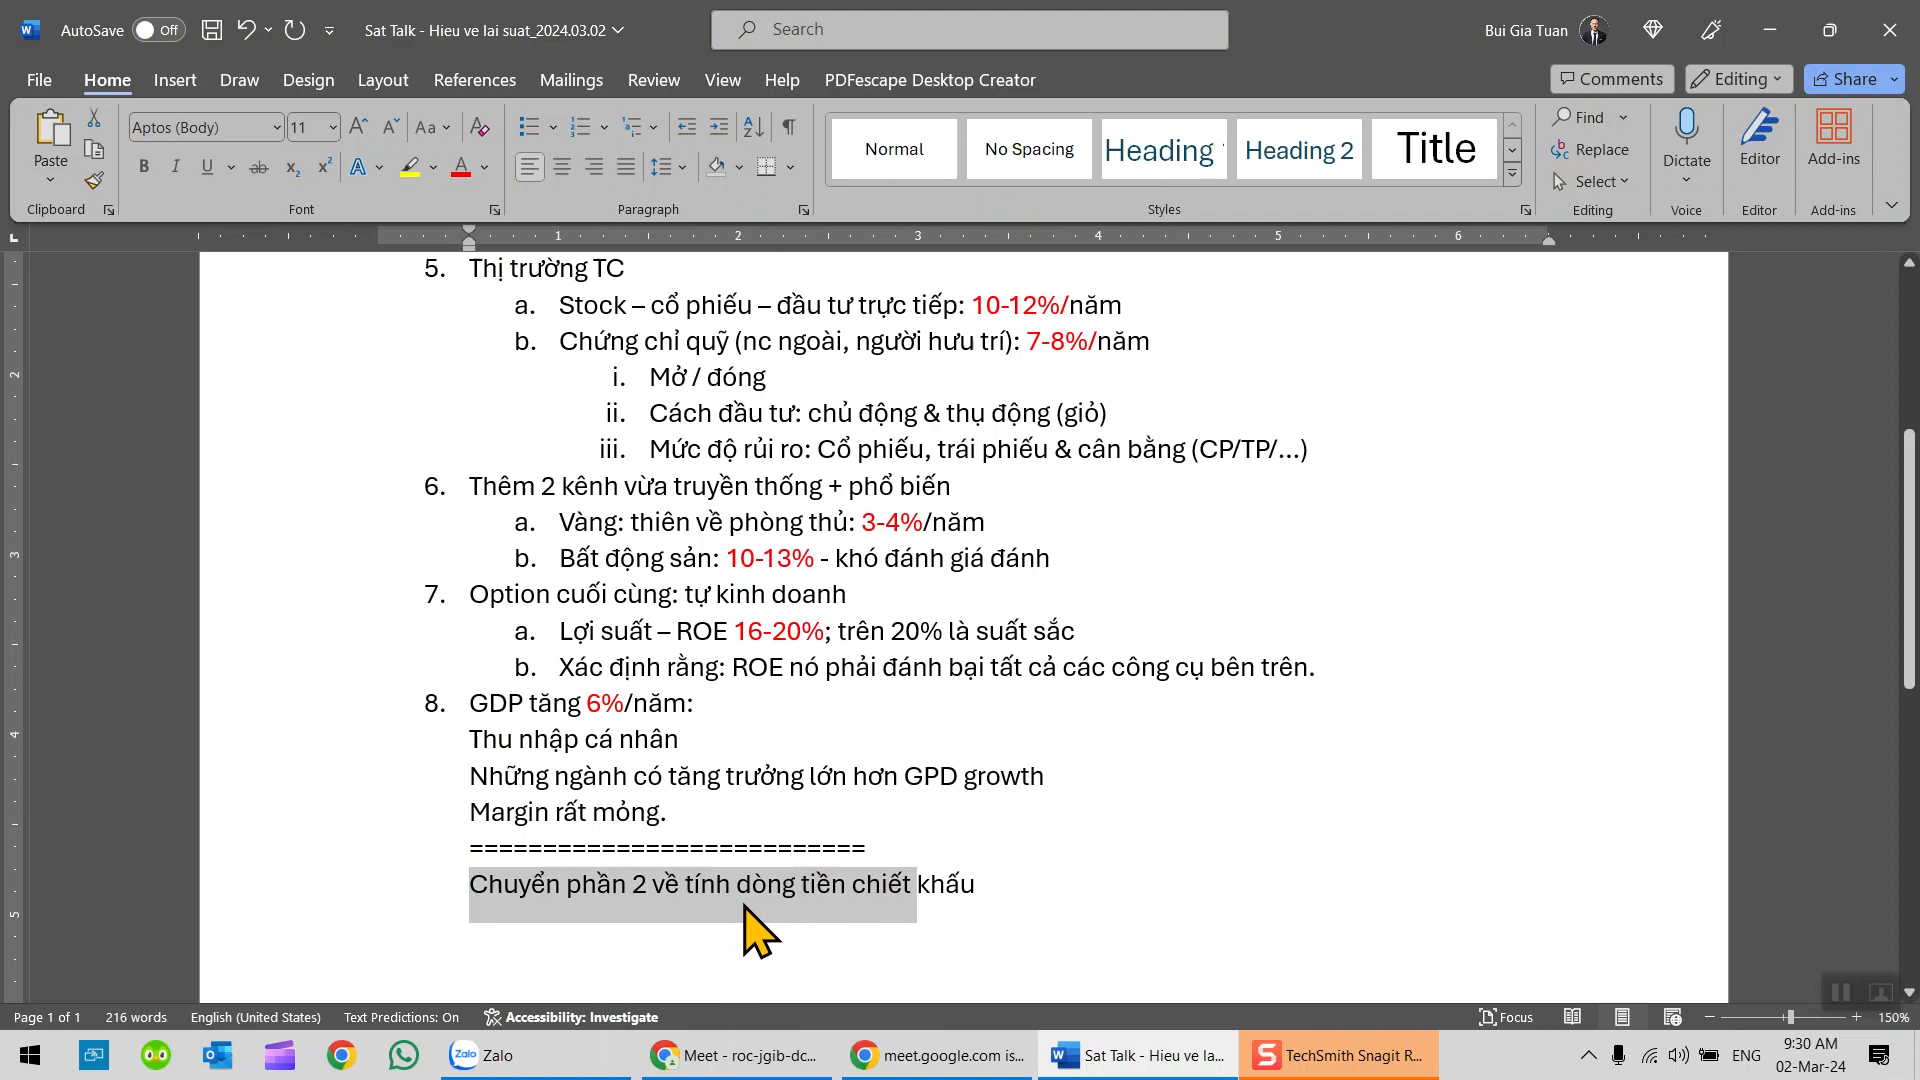 AutoSave Off Sat Talk - Hieu ve lai suat_2024.03.02 Search Bui Gia Tuan
File Home Insert Draw Design Layout References Mailings Review View Help PDFescape Desktop Creator Comments Editing Share
Paste Aptos (Body) 11 Normal No Spacing Heading Heading 2 Title Find Replace Select Dictate Editor Add-ins
Clipboard Font Paragraph Styles Editing Voice Editor Add-ins
1 2 3 4 5 6
5. Thị trường TC
a. Stock – cổ phiếu – đầu tư trực tiếp: 10-12%/năm
b. Chứng chỉ quỹ (nc ngoài, người hưu trí): 7-8%/năm
i. Mở / đóng
ii. Cách đầu tư: chủ động & thụ động (giỏ)
iii. Mức độ rủi ro: Cổ phiếu, trái phiếu & cân bằng (CP/TP/...)
6. Thêm 2 kênh vừa truyền thống + phổ biến
a. Vàng: thiên về phòng thủ: 3-4%/năm
b. Bất động sản: 10-13% - khó đánh giá đánh
7. Option cuối cùng: tự kinh doanh
a. Lợi suất – ROE 16-20%; trên 20% là suất sắc
b. Xác định rằng: ROE nó phải đánh bại tất cả các công cụ bên trên.
8. GDP tăng 6%/năm:
Thu nhập cá nhân
Những ngành có tăng trưởng lớn hơn GPD growth
Margin rất mỏng.
===========================
Chuyển phần 2 về tính dòng tiền chiết khấu
2
3
4
5
Page 1 of 1 216 words English (United States) Text Predictions: On Accessibility: Investigate Focus 150%
Zalo Meet - roc-jgib-dc... meet.google.com is... Sat Talk - Hieu ve la... TechSmith Snagit R... ENG 9:30 AM
02-Mar-24